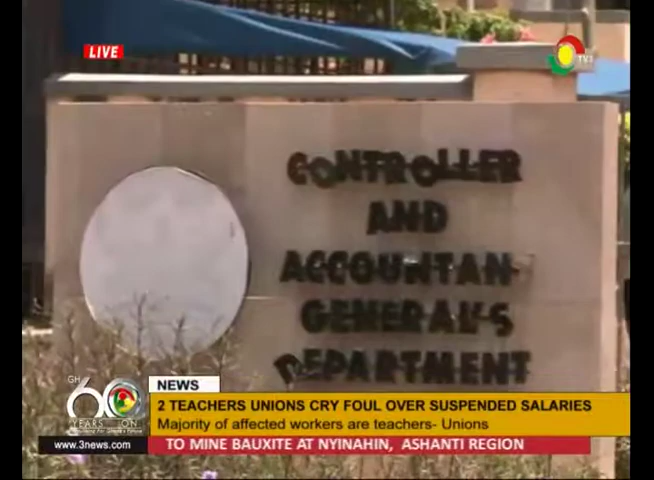 LIVE
TV3
CONTROLLER
AND
ACCOUNTAN
GENERAL'S
DEPARTMENT
GH
60
YEARS ON
NEWS
2 TEACHERS UNIONS CRY FOUL OVER SUSPENDED SALARIES
Majority of affected workers are teachers- Unions
www.3news.com
TO MINE BAUXITE AT NYINAHIN, ASHANTI REGION